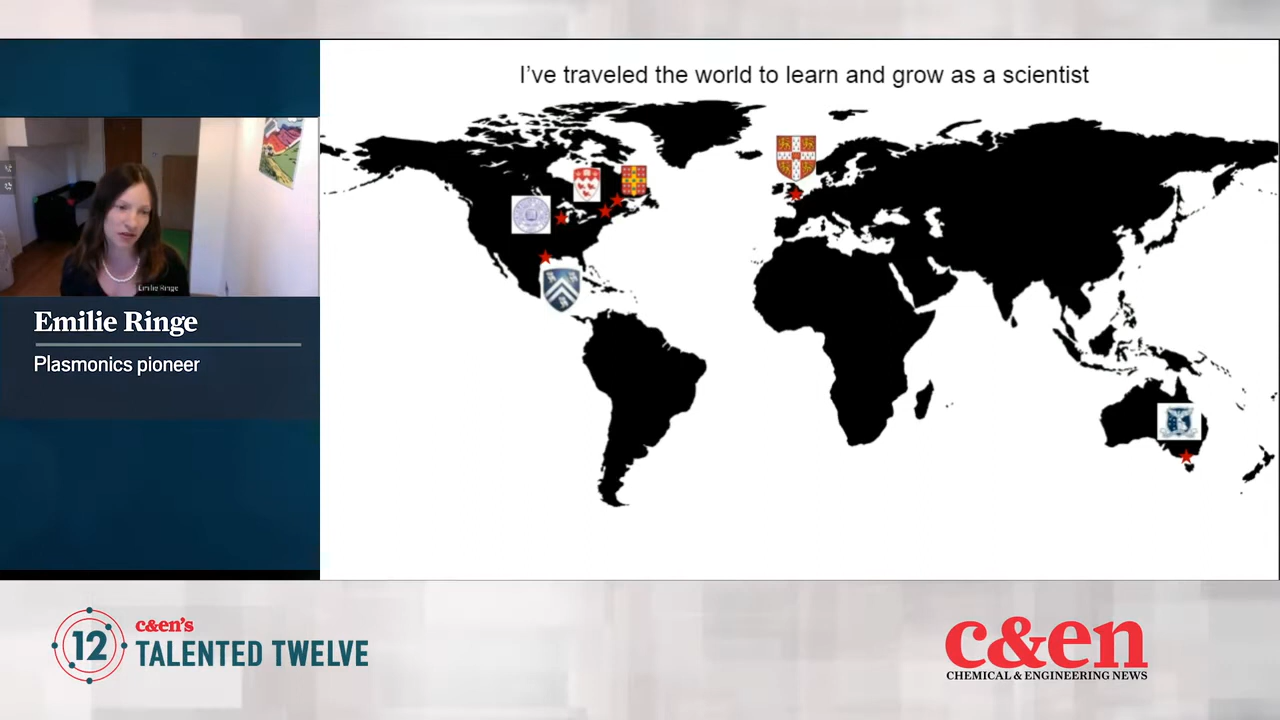 I've traveled the world to learn and grow as a scientist
Emilie Ringe
Emilie Ringe
Plasmonics pioneer
12
c&en's
TALENTED TWELVE
c&en
CHEMICAL & ENGINEERING NEWS